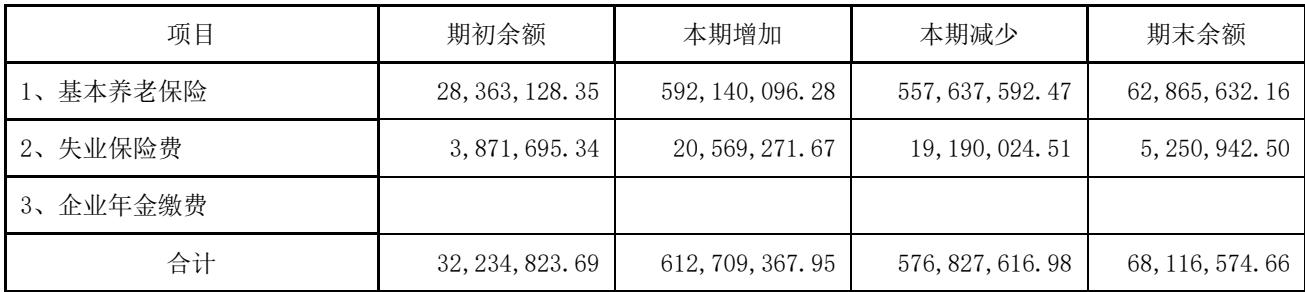 项目 期初余额 本期增加 本期减少 期末余额
1、基本养老保险 28,363,128.35 592,140,096.28 557,637,592.47 62,865,632.16
2、失业保险费 3,871,695.34 20,569,271.67 19,190,024.51 5,250,942.50
3、企业年金缴费
合计 32,234,823.69 612,709,367.95 576,827,616.98 68,116,574.66